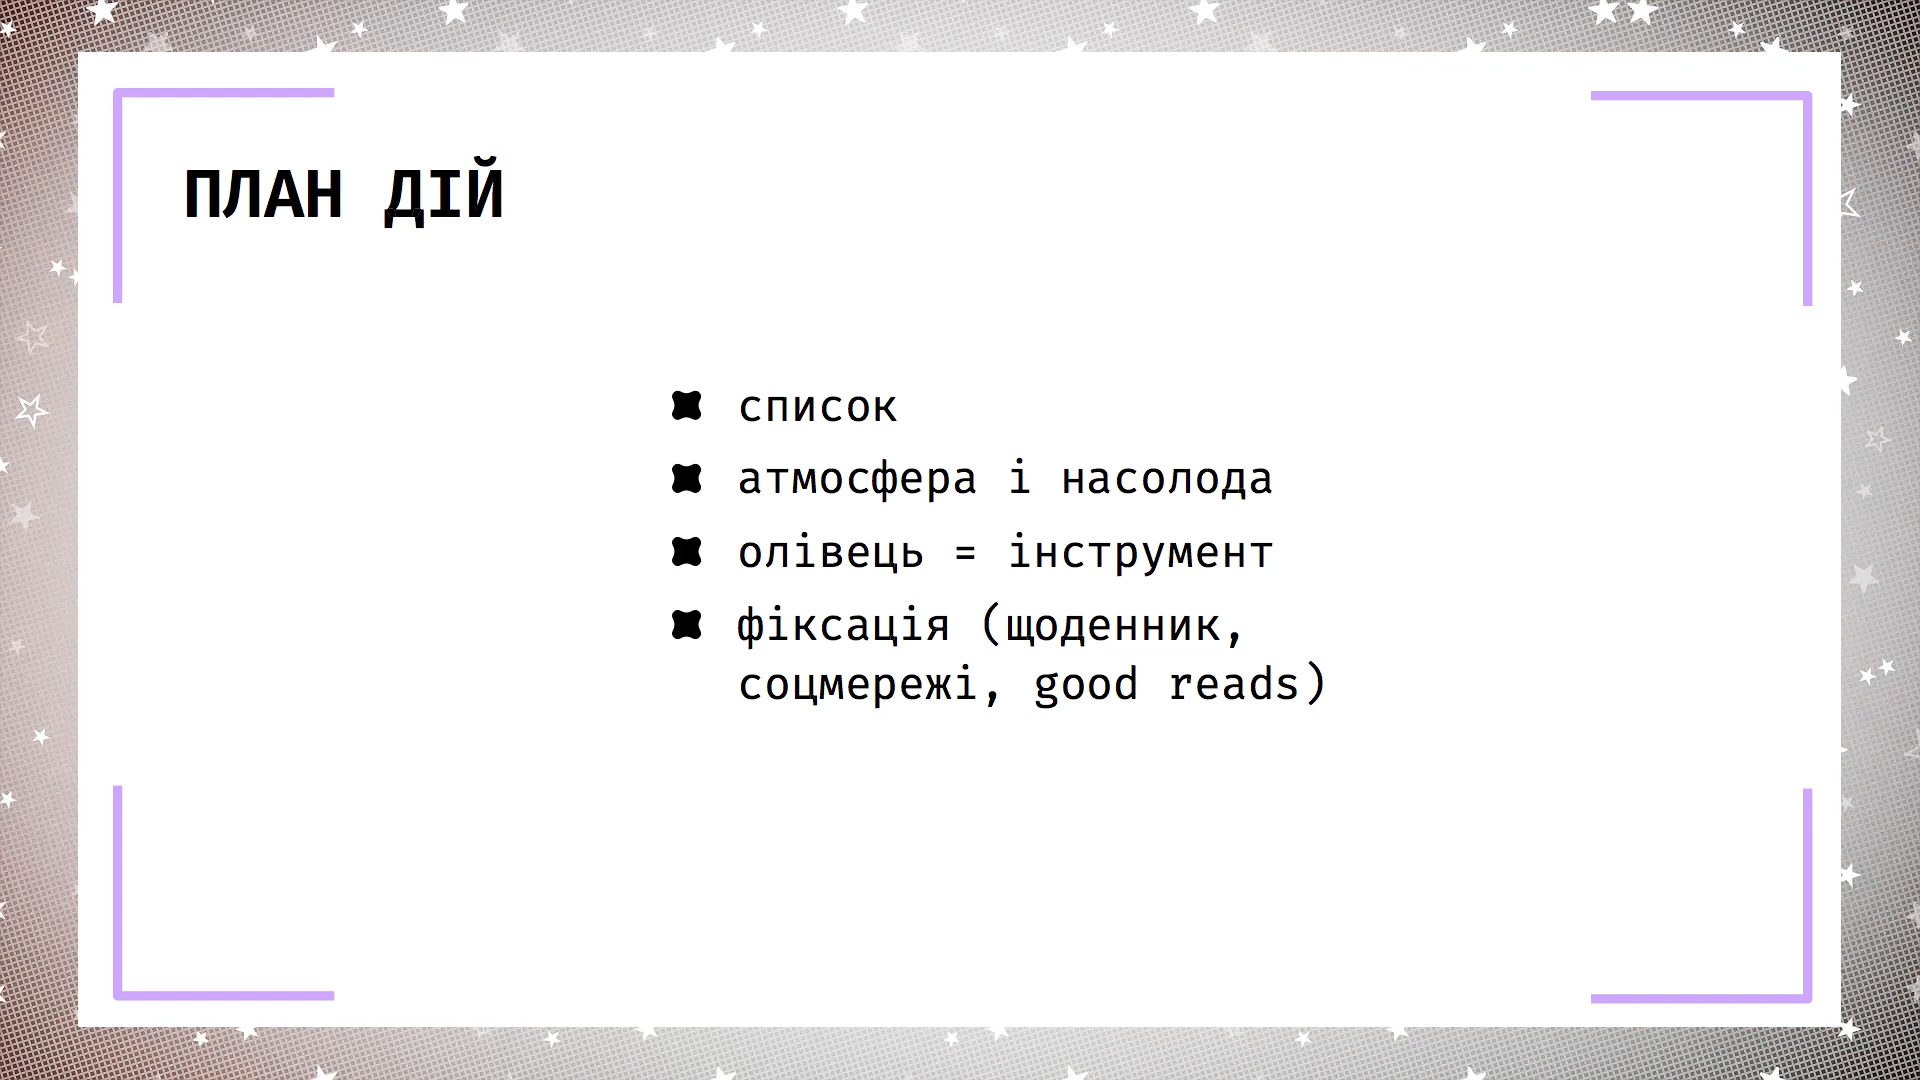 ПЛАН ДІЙ
список
атмосфера і насолода
олівець = інструмент
фіксація (щоденник,
соцмережі, good reads)